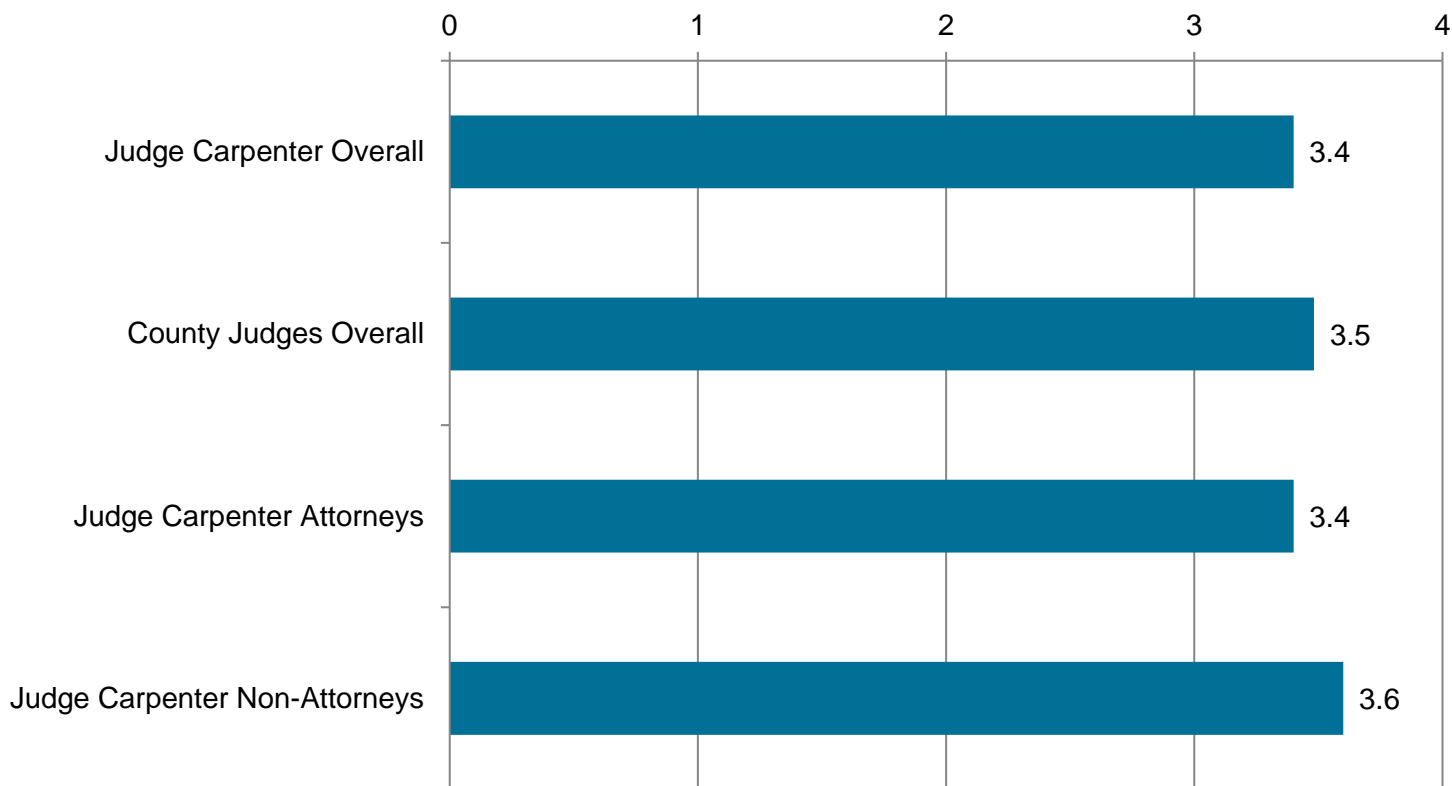 0 1 2 3 4
Judge Carpenter Overall 3.4
County Judges Overall 3.5
Judge Carpenter Attorneys 3.4
Judge Carpenter Non-Attorneys 3.6